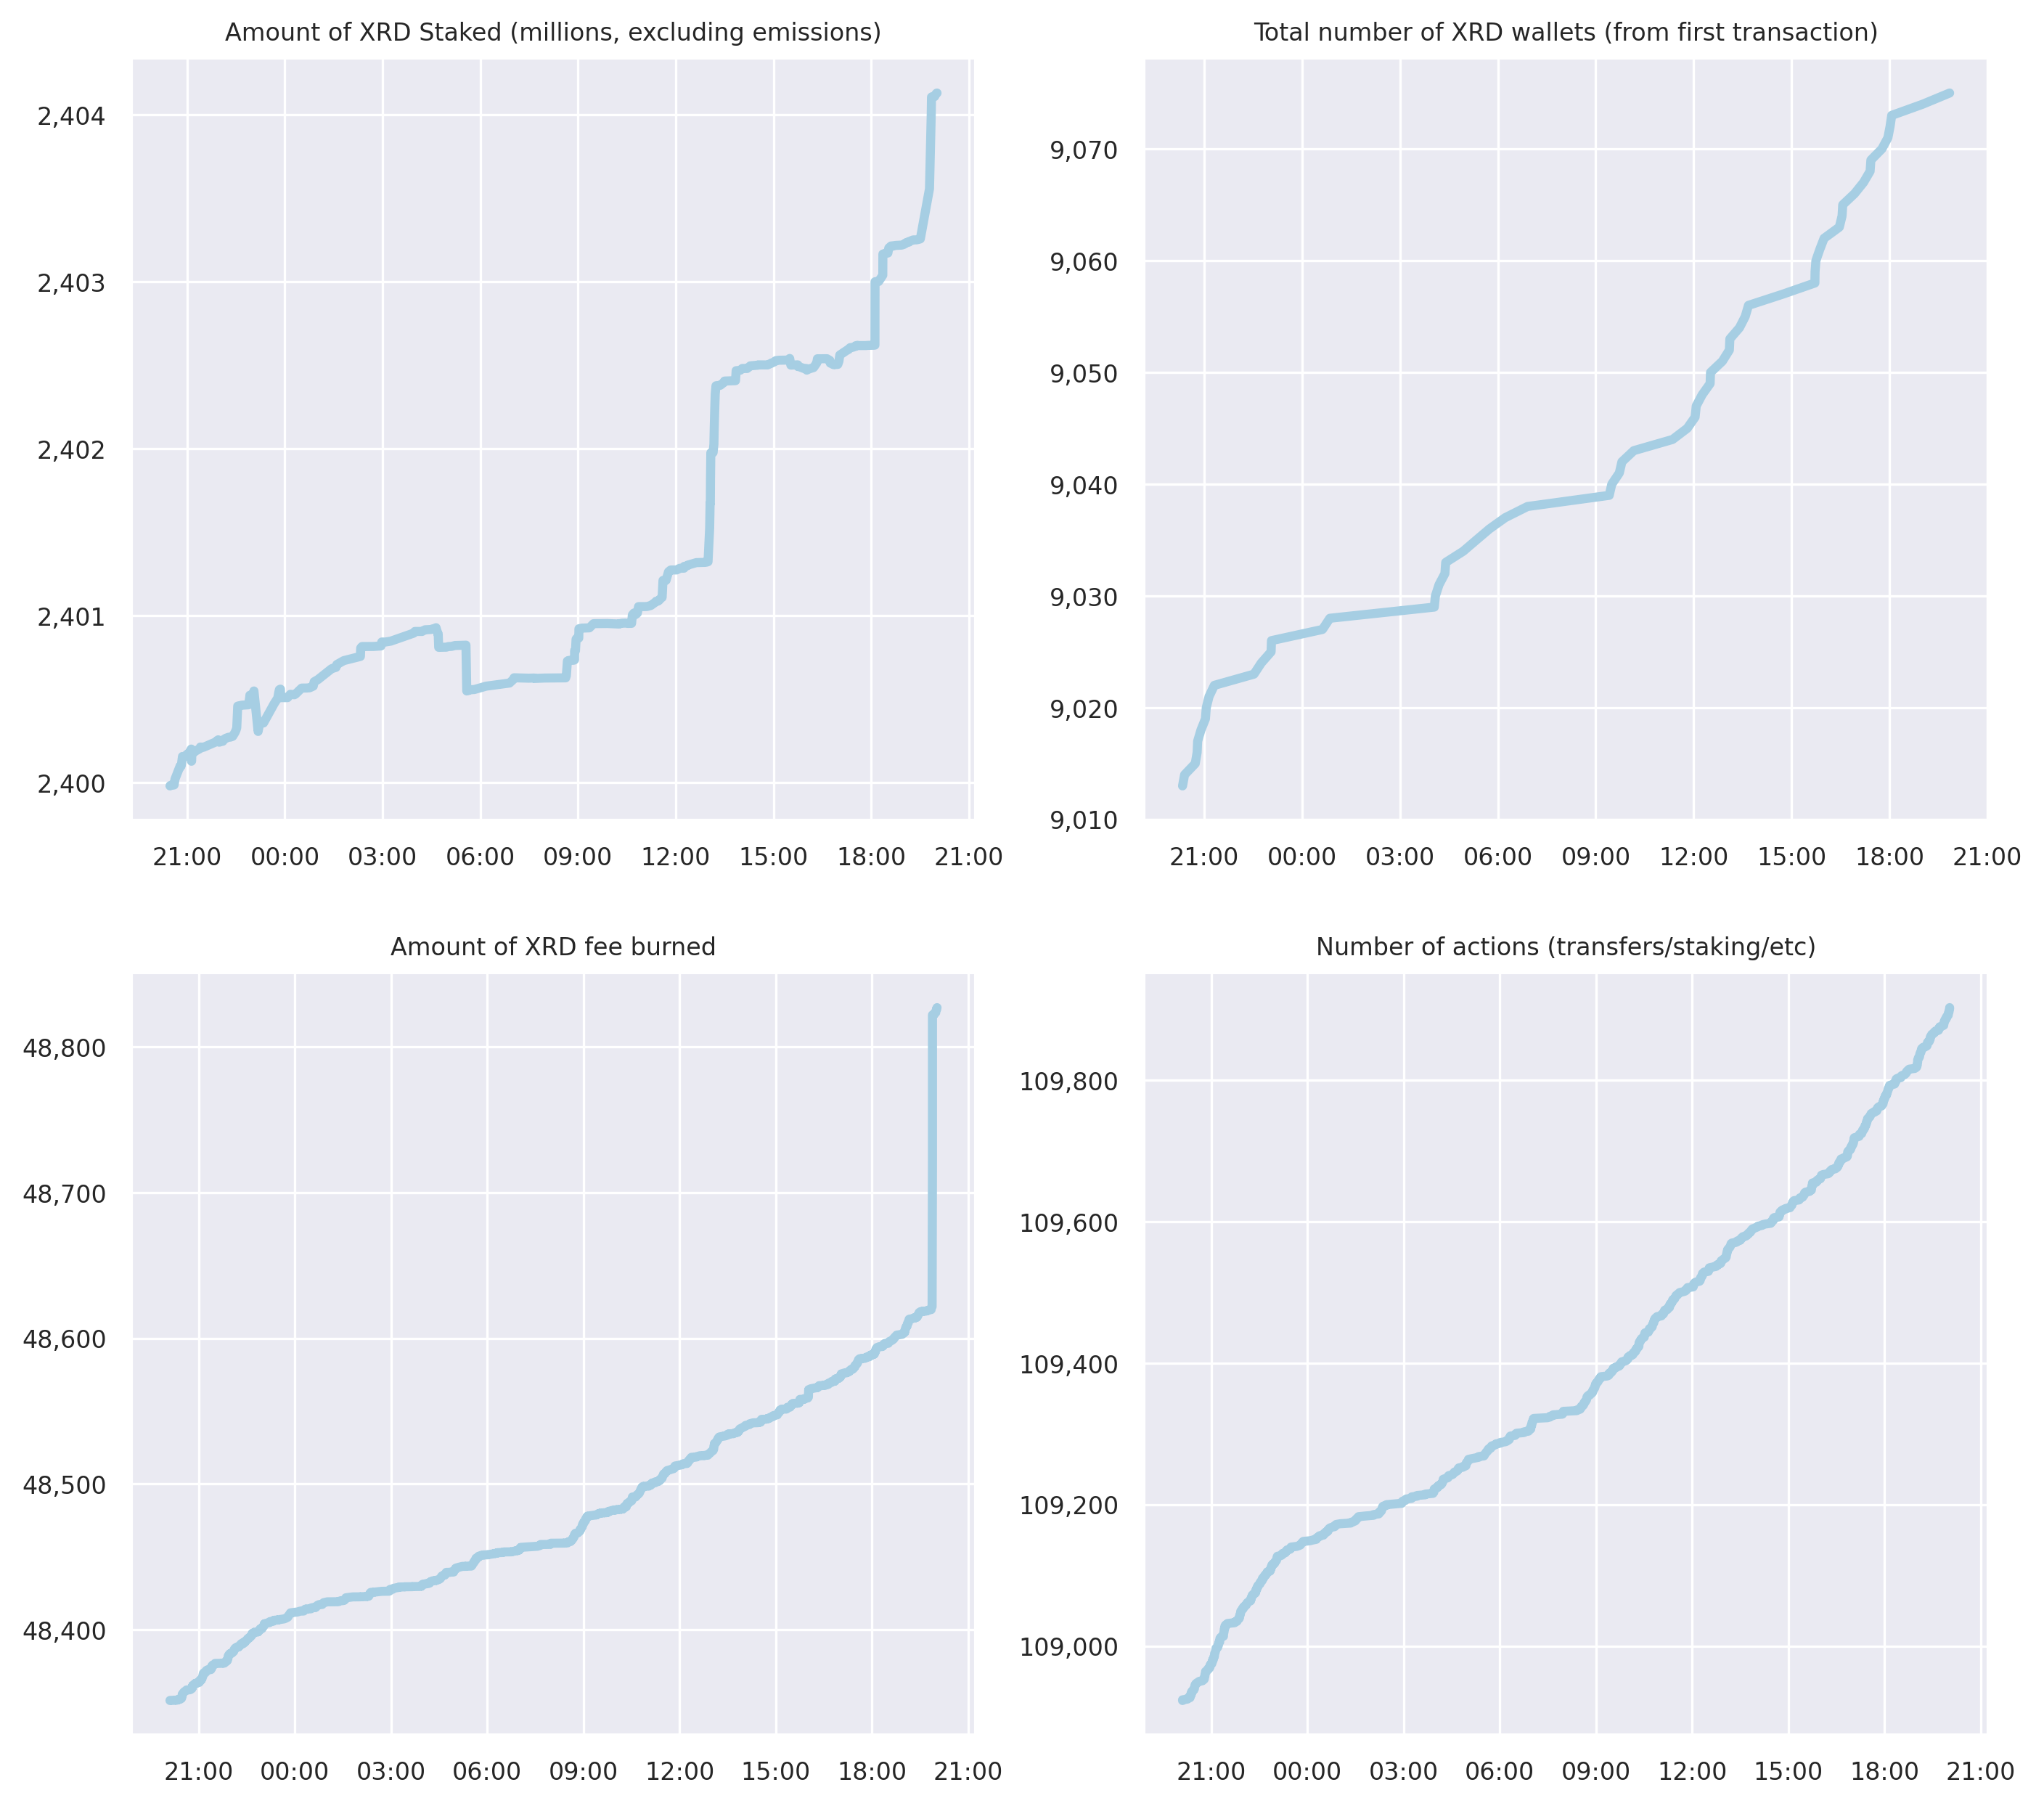 Amount of XRD Staked (millions, excluding emissions)
2,404
2,403
2,402
2,401
2,400
21:00 00:00 03:00 06:00 09:00 12:00 15:00 18:00 21:00
Total number of XRD wallets (from first transaction)
9,070
9,060
9,050
9,040
9,030
9,020
9,010
21:00 00:00 03:00 06:00 09:00 12:00 15:00 18:00 21:00
Amount of XRD fee burned
48,800
48,700
48,600
48,500
48,400
21:00 00:00 03:00 06:00 09:00 12:00 15:00 18:00 21:00
Number of actions (transfers/staking/etc)
109,800
109,600
109,400
109,200
109,000
21:00 00:00 03:00 06:00 09:00 12:00 15:00 18:00 21:00